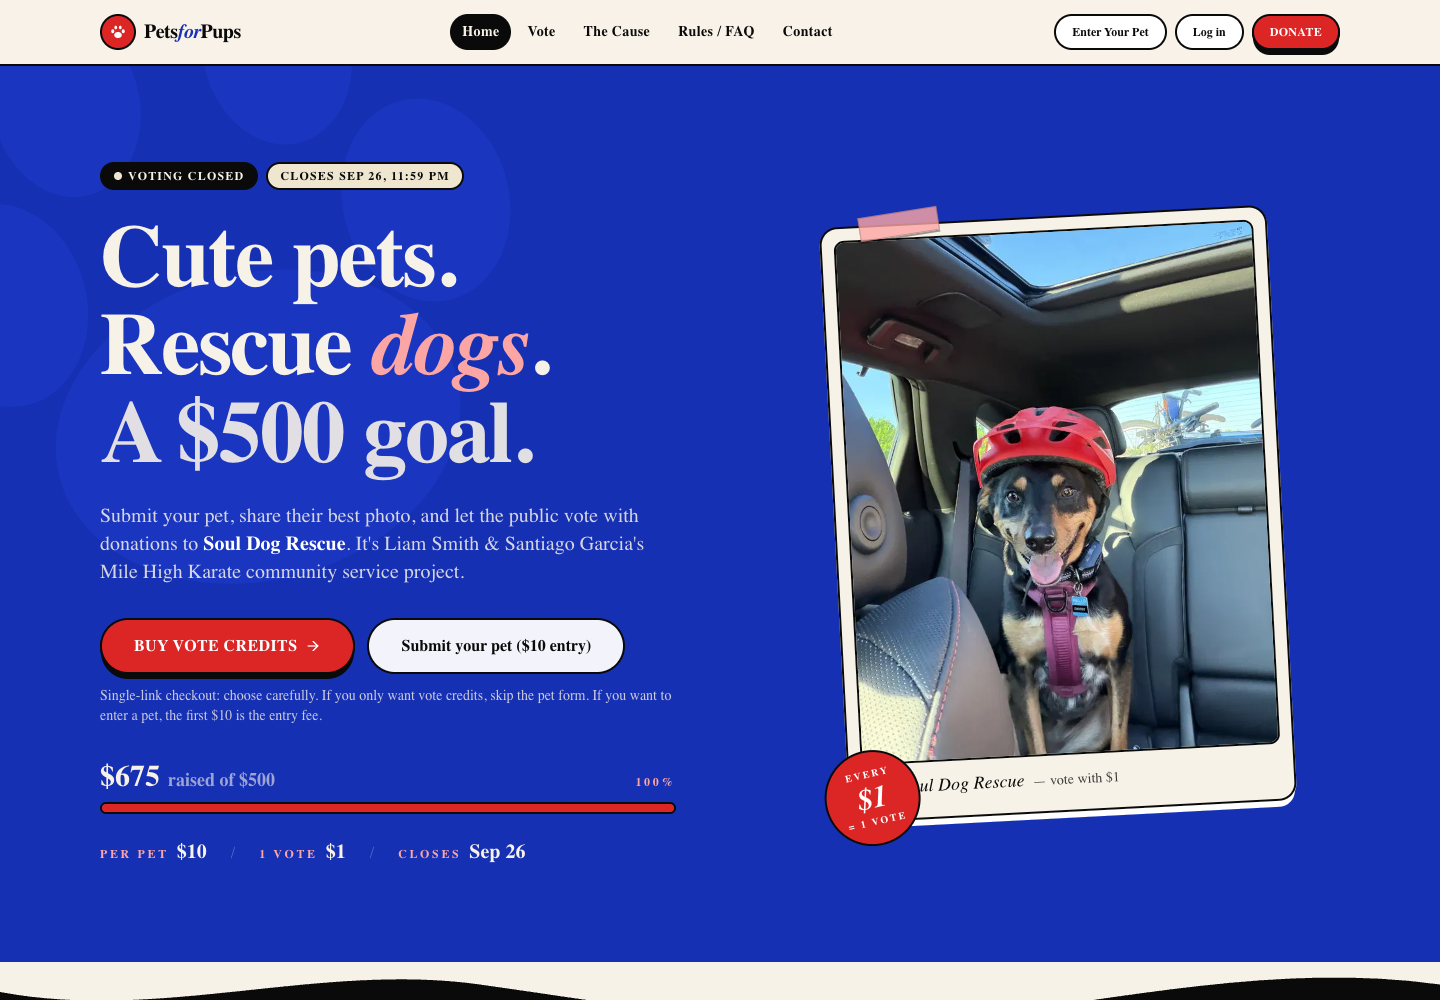 PetsforPups
Home
Vote
The Cause
Rules / FAQ
Contact
Enter Your Pet
Log in
DONATE
VOTING CLOSED
CLOSES SEP 26, 11:59 PM
Cute pets.
Rescue dogs.
A $500 goal.
Submit your pet, share their best photo, and let the public vote with
donations to Soul Dog Rescue. It's Liam Smith & Santiago Garcia's
Mile High Karate community service project.
BUY VOTE CREDITS →
Submit your pet ($10 entry)
Single-link checkout: choose carefully. If you only want vote credits, skip the pet form. If you want to
enter a pet, the first $10 is the entry fee.
$675 raised of $500
100%
PER PET $10 / 1 VOTE $1 / CLOSES Sep 26
EVERY
$1
= 1 VOTE
ul Dog Rescue — vote with $1